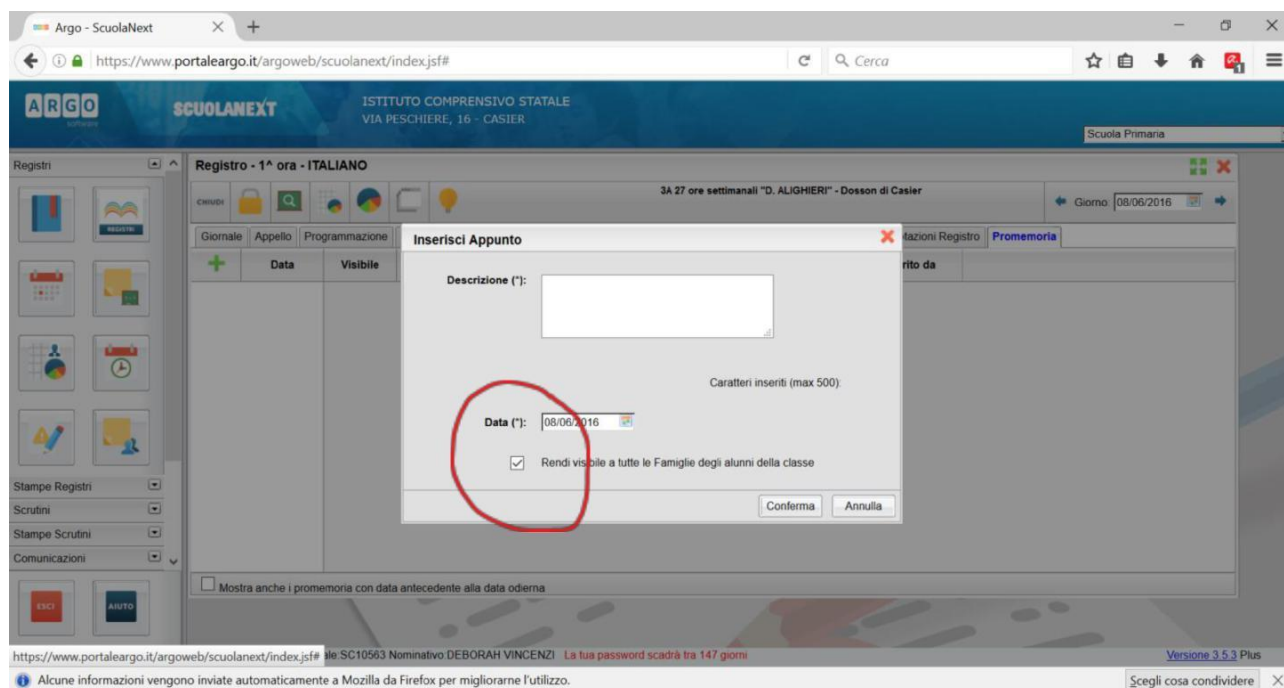 Argo - ScuolaNext
https://www.portaleargo.it/argoweb/scuolanext/index.jsf#
Cerca
1
ARGO
software
SCUOLANEXT
ISTITUTO COMPRENSIVO STATALE
VIA PESCHIERE, 16 - CASIER
Scuola Primaria
Registri
Registro - 1^ ora - ITALIANO
CHIUDI
3A 27 ore settimanali "D. ALIGHIERI" - Dosson di Casier
Giorno: 08/06/2016
REGISTRI
Giornale Appello Programmazione
tazioni Registro Promemoria
Inserisci Appunto
Data Visibile
rito da
Descrizione (*):
Caratteri inseriti (max 500):
Data (*): 08/06/2016
Rendi visibile a tutte le Famiglie degli alunni della classe
Conferma Annulla
Stampe Registri
Scrutini
Stampe Scrutini
Comunicazioni
Mostra anche i promemoria con data antecedente alla data odierna
ESCI
AIUTO
https://www.portaleargo.it/argoweb/scuolanext/index.jsf#
ale:SC10563 Nominativo:DEBORAH VINCENZI La tua password scadrà tra 147 giorni
Versione 3.5.3 Plus
Alcune informazioni vengono inviate automaticamente a Mozilla da Firefox per migliorarne l'utilizzo.
Scegli cosa condividere